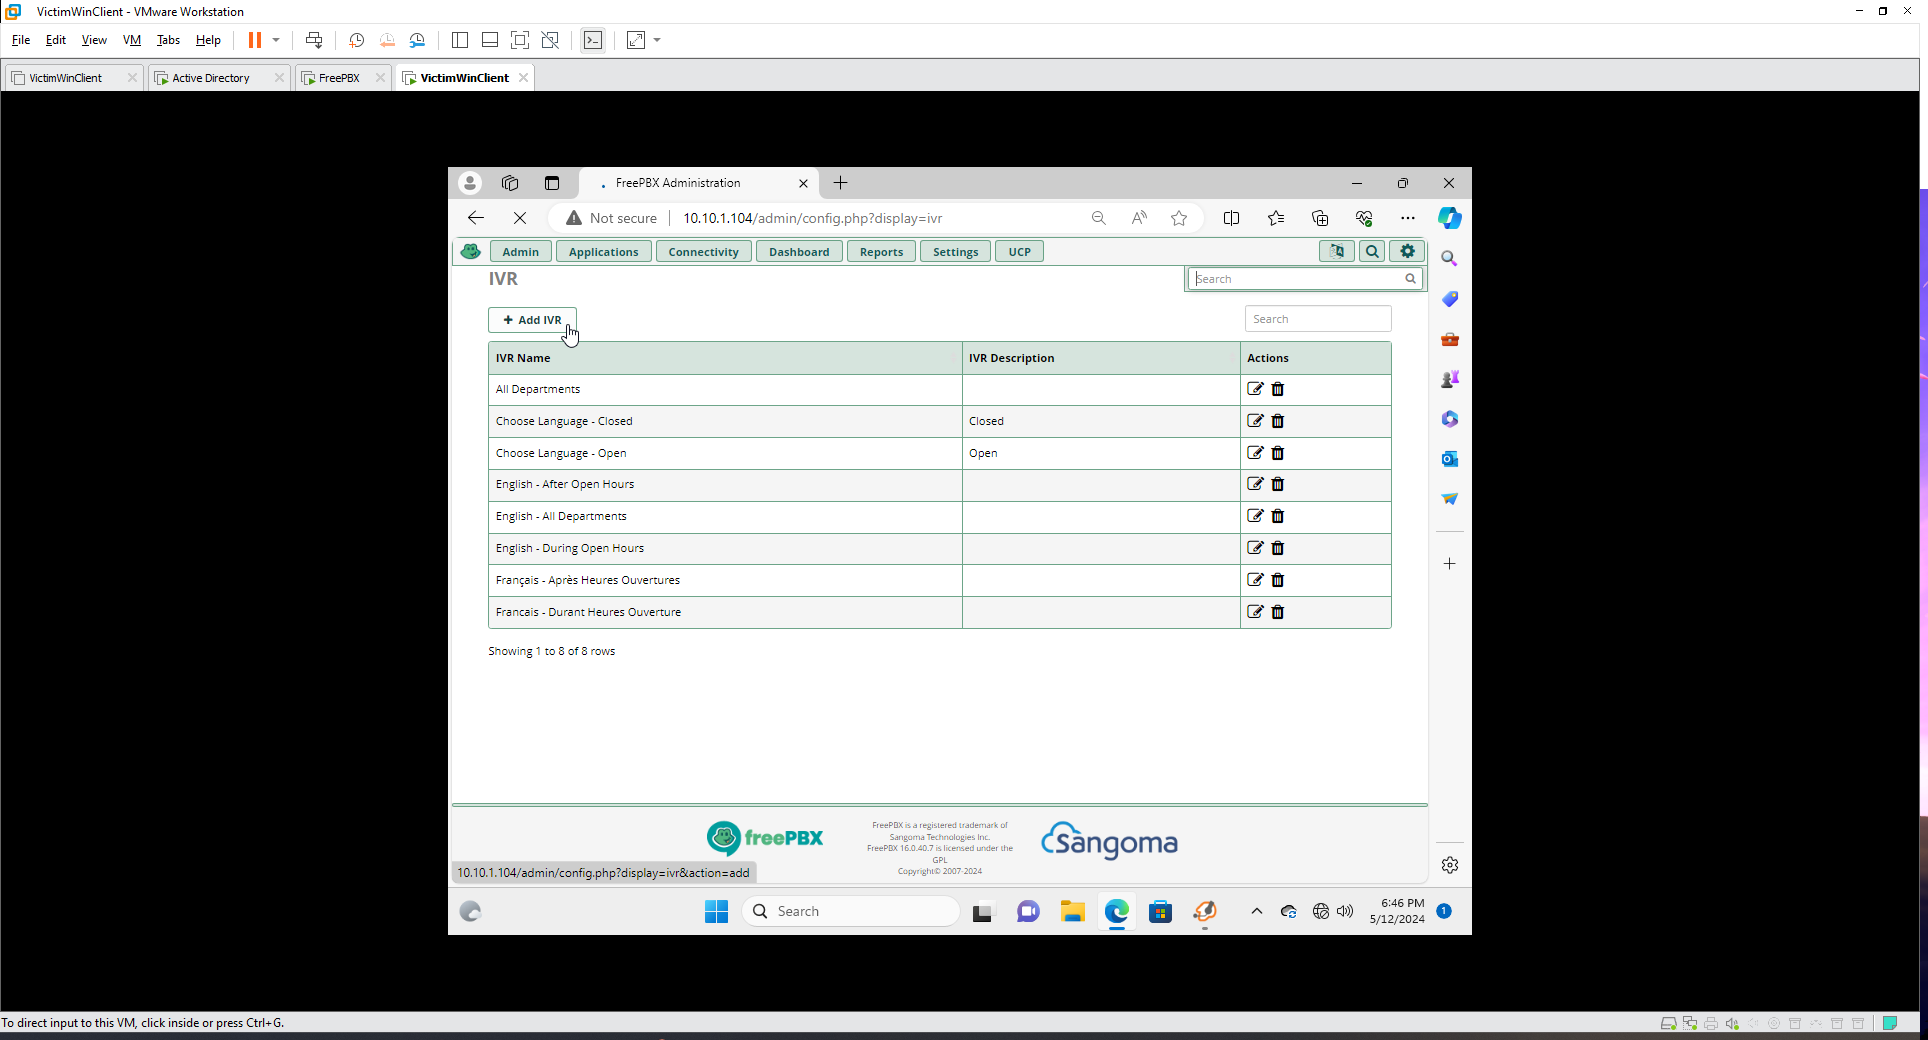 VictimWinClient - VMware Workstation
File Edit View VM Tabs Help
VictimWinClient Active Directory FreePBX VictimWinClient
FreePBX Administration
Not secure 10.10.1.104/admin/config.php?display=ivr
Admin Applications Connectivity Dashboard Reports Settings UCP
IVR Search
+ Add IVR Search
IVR Name IVR Description Actions
All Departments
Choose Language - Closed Closed
Choose Language - Open Open
English - After Open Hours
English - All Departments
English - During Open Hours
Français - Après Heures Ouvertures
Francais - Durant Heures Ouverture
Showing 1 to 8 of 8 rows
freePBX
FreePBX is a registered trademark of
Sangoma Technologies Inc.
FreePBX 16.0.40.7 is licensed under the
GPL
Copyright© 2007-2024
Sangoma
10.10.1.104/admin/config.php?display=ivr&action=add
Search
6:46 PM
5/12/2024
1
To direct input to this VM, click inside or press Ctrl+G.